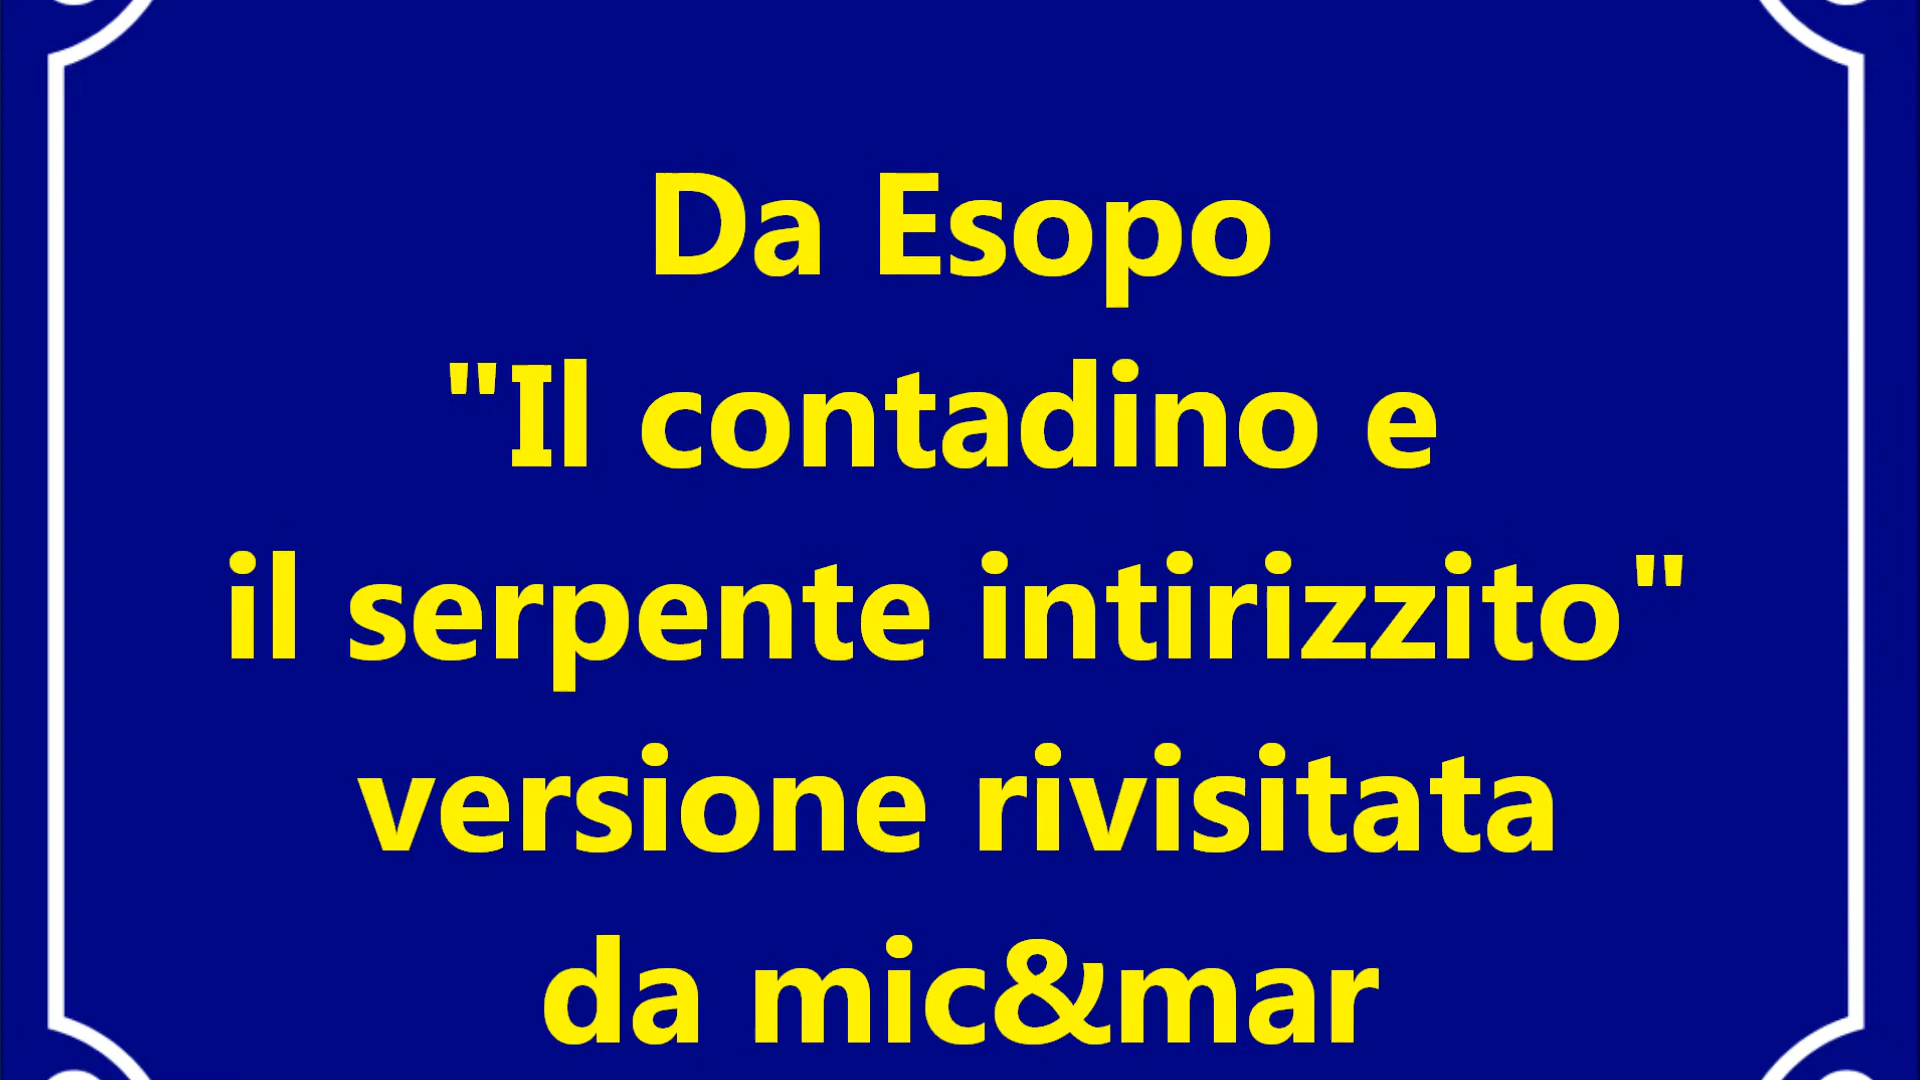 Da Esopo
"Il contadino e
il serpente intirizzito"
versione rivisitata
da mic&mar